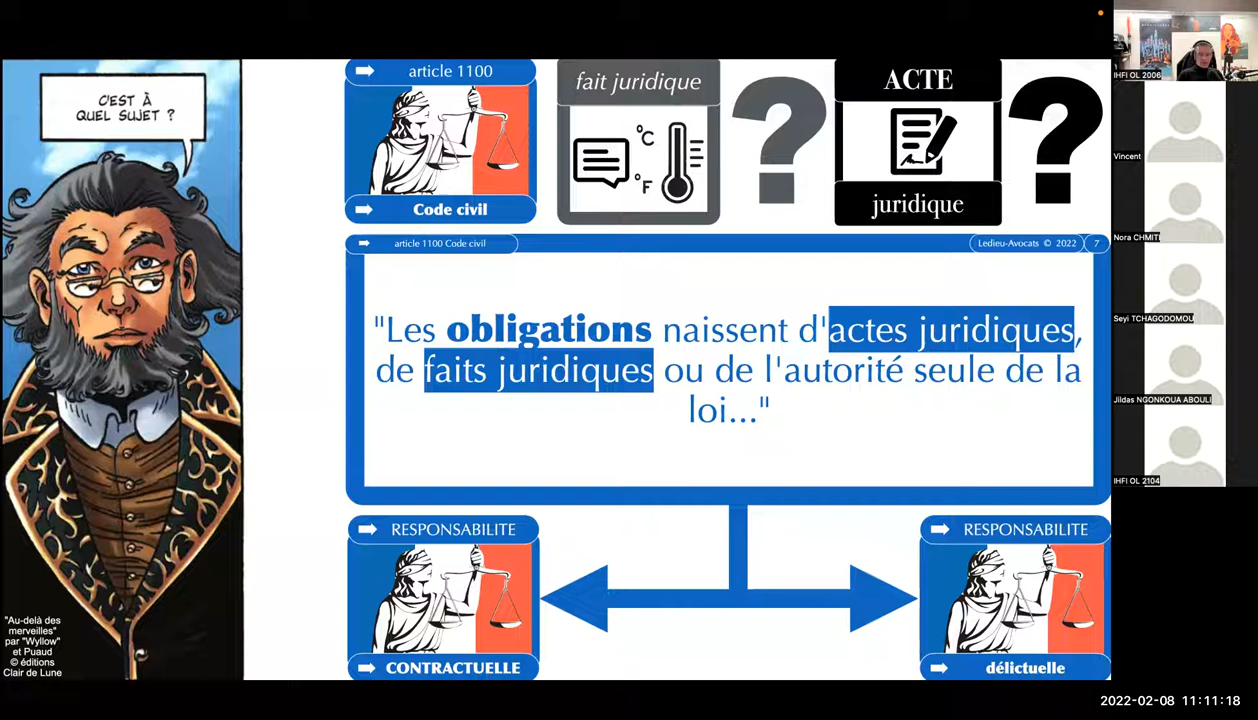 C'EST À
QUEL SUJET ?
article 1100
Code civil
fait juridique
°C
°F
?
ACTE
juridique
?
article 1100 Code civil
Ledieu-Avocats © 2022
7
"Les obligations naissent d'actes juridiques,
de faits juridiques ou de l'autorité seule de la
loi..."
RESPONSABILITE
CONTRACTUELLE
RESPONSABILITE
délictuelle
"Au-delà des
merveilles"
par "Wyllow"
et Puaud
© éditions
Clair de Lune
IHFI OL 2006
Vincent
Nora CHMITI
Seyi TCHAGODOMOU
Jildas NGONKOUA ABOULI
IHFI OL 2104
2022-02-08 11:11:18